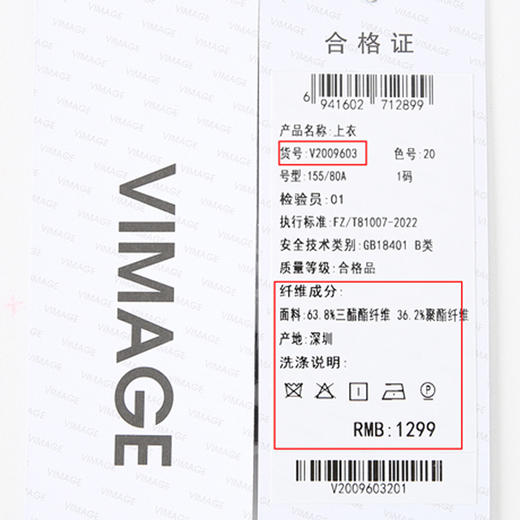 VIMAGE
合格证
6 941602 712899
产品名称:上衣
货号:V2009603 色号:20
号型:155/80A 1码
检验员:01
执行标准:FZ/T81007-2022
安全技术类别:GB18401 B类
质量等级:合格品
纤维成分:
面料:63.8%三醋酯纤维 36.2%聚酯纤维
产地:深圳
洗涤说明:
RMB:1299
V2009603201